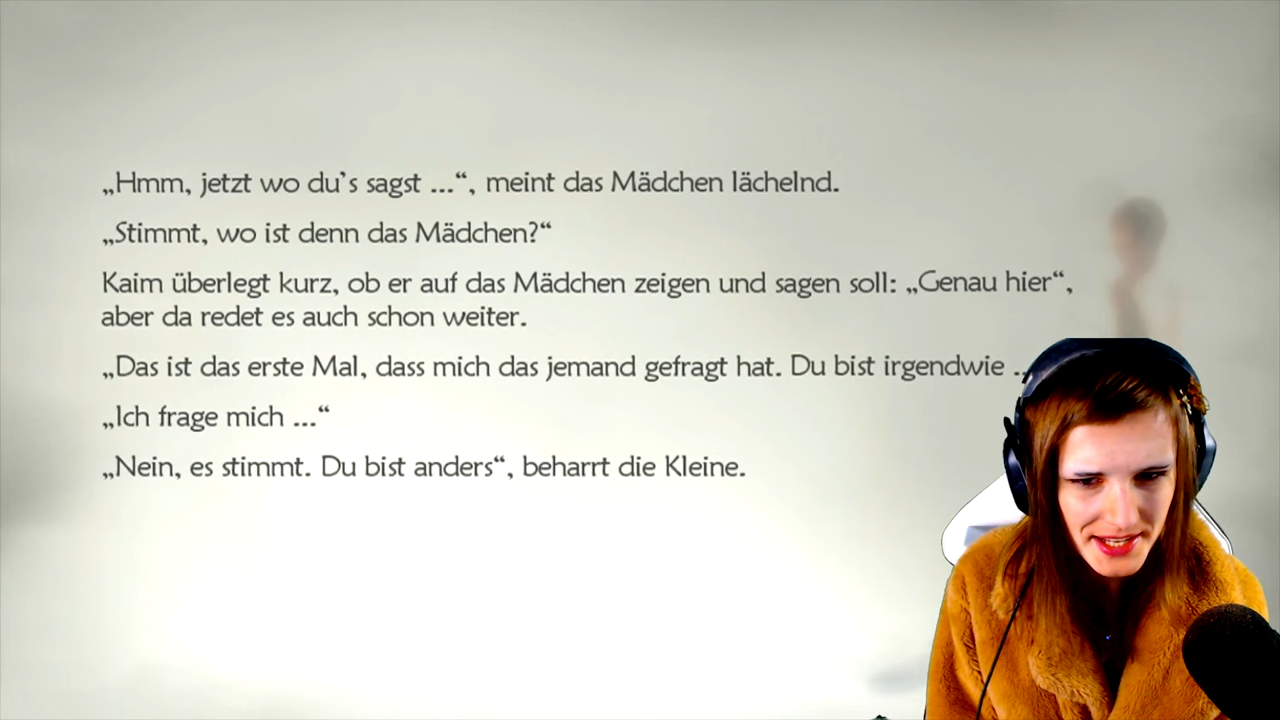 „Hmm, jetzt wo du’s sagst ...“, meint das Mädchen lächelnd.
„Stimmt, wo ist denn das Mädchen?“
Kaim überlegt kurz, ob er auf das Mädchen zeigen und sagen soll: „Genau hier“,
aber da redet es auch schon weiter.
„Das ist das erste Mal, dass mich das jemand gefragt hat. Du bist irgendwie ..
„Ich frage mich ...“
„Nein, es stimmt. Du bist anders“, beharrt die Kleine.